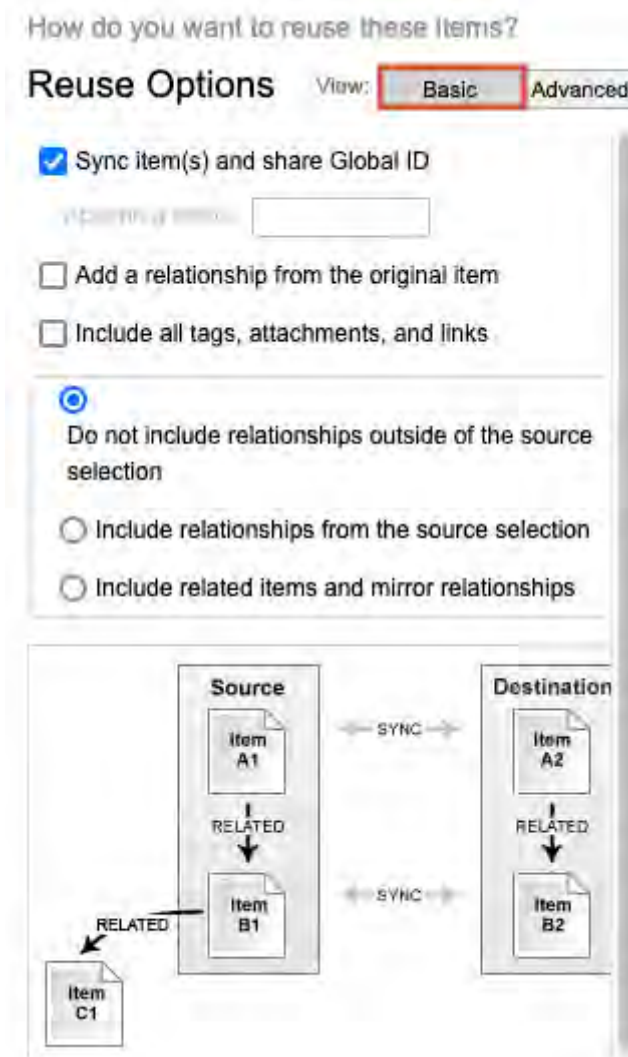 How do you want to reuse these items?
Reuse Options View: Basic Advanced
Sync item(s) and share Global ID
Add a relationship from the original item
Include all tags, attachments, and links
Do not include relationships outside of the source
selection
Include relationships from the source selection
Include related items and mirror relationships
Source Destination
Item
A1
SYNC
Item
A2
RELATED RELATED
Item
B1
SYNC
Item
B2
RELATED
Item
C1